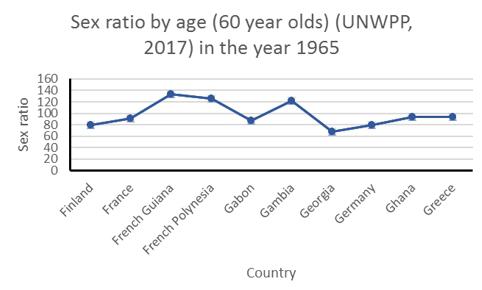 Sex ratio by age (60 year olds) (UNWPP,
2017) in the year 1965
Sex ratio
160
140
120
100
80
60
40
20
0
Finland
France
French Guiana
French Polynesia
Gabon
Gambia
Georgia
Germany
Ghana
Greece
Country